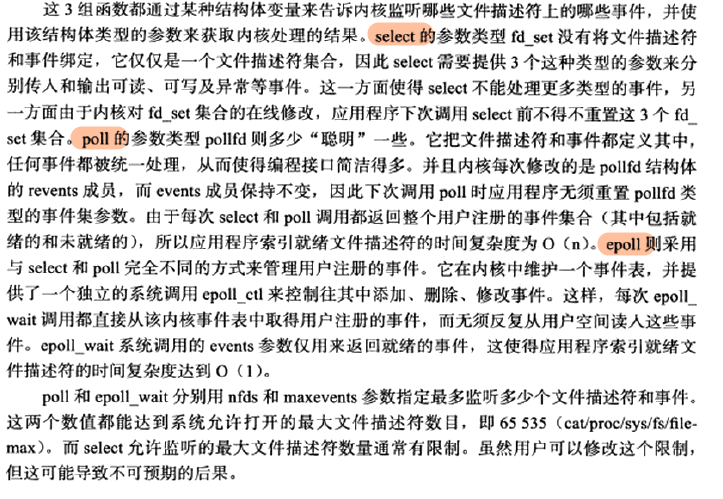 这 3 组函数都通过某种结构体变量来告诉内核监听哪些文件描述符上的哪些事件，并使
用该结构体类型的参数来获取内核处理的结果。select 的参数类型 fd_set 没有将文件描述符
和事件绑定，它仅仅是一个文件描述符集合，因此 select 需要提供 3 个这种类型的参数来分
别传人和输出可读、可写及异常等事件。这一方面使得 select 不能处理更多类型的事件，另
一方面由于内核对 fd_set 集合的在线修改，应用程序下次调用 select 前不得不重置这 3 个 fd_
set 集合。poll 的参数类型 pollfd 则多少“聪明”一些。它把文件描述符和事件都定义其中，
任何事件都被统一处理，从而使得编程接口简洁得多。并且内核每次修改的是 pollfd 结构体
的 revents 成员，而 events 成员保持不变，因此下次调用 poll 时应用程序无须重置 pollfd 类
型的事件集参数。由于每次 select 和 poll 调用都返回整个用户注册的事件集合（其中包括就
绪的和未就绪的），所以应用程序索引就绪文件描述符的时间复杂度为 O（n）。epoll 则采用
与 select 和 poll 完全不同的方式来管理用户注册的事件。它在内核中维护一个事件表，并提
供了一个独立的系统调用 epoll_ctl 来控制往其中添加、删除、修改事件。这样，每次 epoll_
wait 调用都直接从该内核事件表中取得用户注册的事件，而无须反复从用户空间读人这些事
件。epoll_wait 系统调用的 events 参数仅用来返回就绪的事件，这使得应用程序索引就绪文
件描述符的时间复杂度达到 O（1）。
poll 和 epoll_wait 分别用 nfds 和 maxevents 参数指定最多监听多少个文件描述符和事件。
这两个数值都能达到系统允许打开的最大文件描述符数目，即 65 535（cat/proc/sys/fs/file-
max）。而 select 允许监听的最大文件描述符数量通常有限制。虽然用户可以修改这个限制，
但这可能导致不可预期的后果。